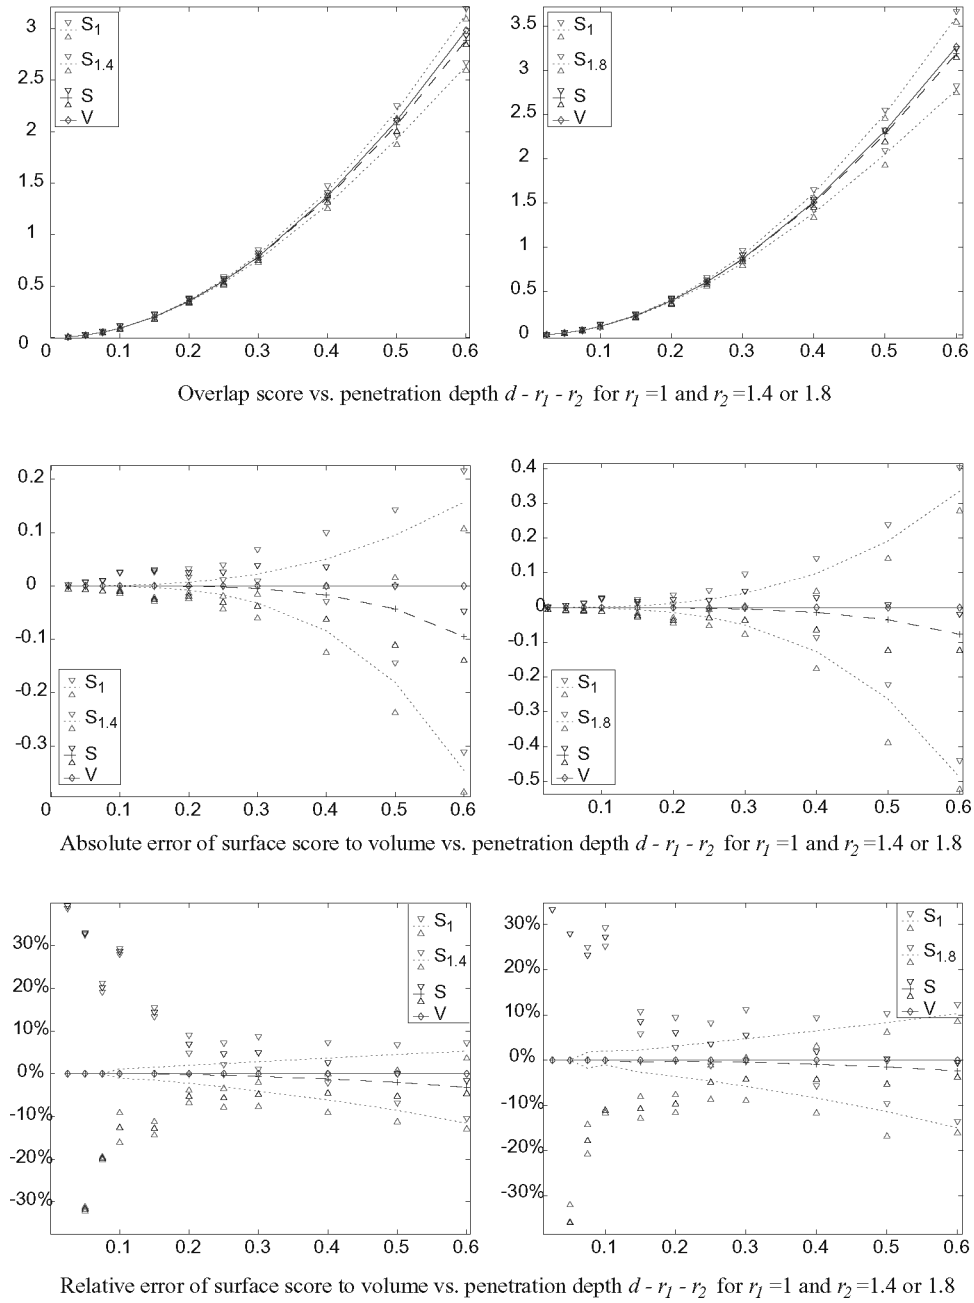 3
2.5
2
1.5
1
0.5
0
0.1 0.2 0.3 0.4 0.5 0.6
S1
S1.4
S
V
3.5
3
2.5
2
1.5
1
0.5
0
0.1 0.2 0.3 0.4 0.5 0.6
S1
S1.8
S
V
Overlap score vs. penetration depth d - r1 - r2 for r1 =1 and r2 =1.4 or 1.8
0.2
0.1
0
-0.1
-0.2
-0.3
0.1 0.2 0.3 0.4 0.5 0.6
S1
S1.4
S
V
0.4
0.3
0.2
0.1
0
-0.1
-0.2
-0.3
-0.4
-0.5
0.1 0.2 0.3 0.4 0.5 0.6
S1
S1.8
S
V
Absolute error of surface score to volume vs. penetration depth d - r1 - r2 for r1 =1 and r2 =1.4 or 1.8
30%
20%
10%
0%
-10%
-20%
-30%
0.1 0.2 0.3 0.4 0.5 0.6
S1
S1.4
S
V
30%
20%
10%
0%
-10%
-20%
-30%
0.1 0.2 0.3 0.4 0.5 0.6
S1
S1.8
S
V
Relative error of surface score to volume vs. penetration depth d - r1 - r2 for r1 =1 and r2 =1.4 or 1.8